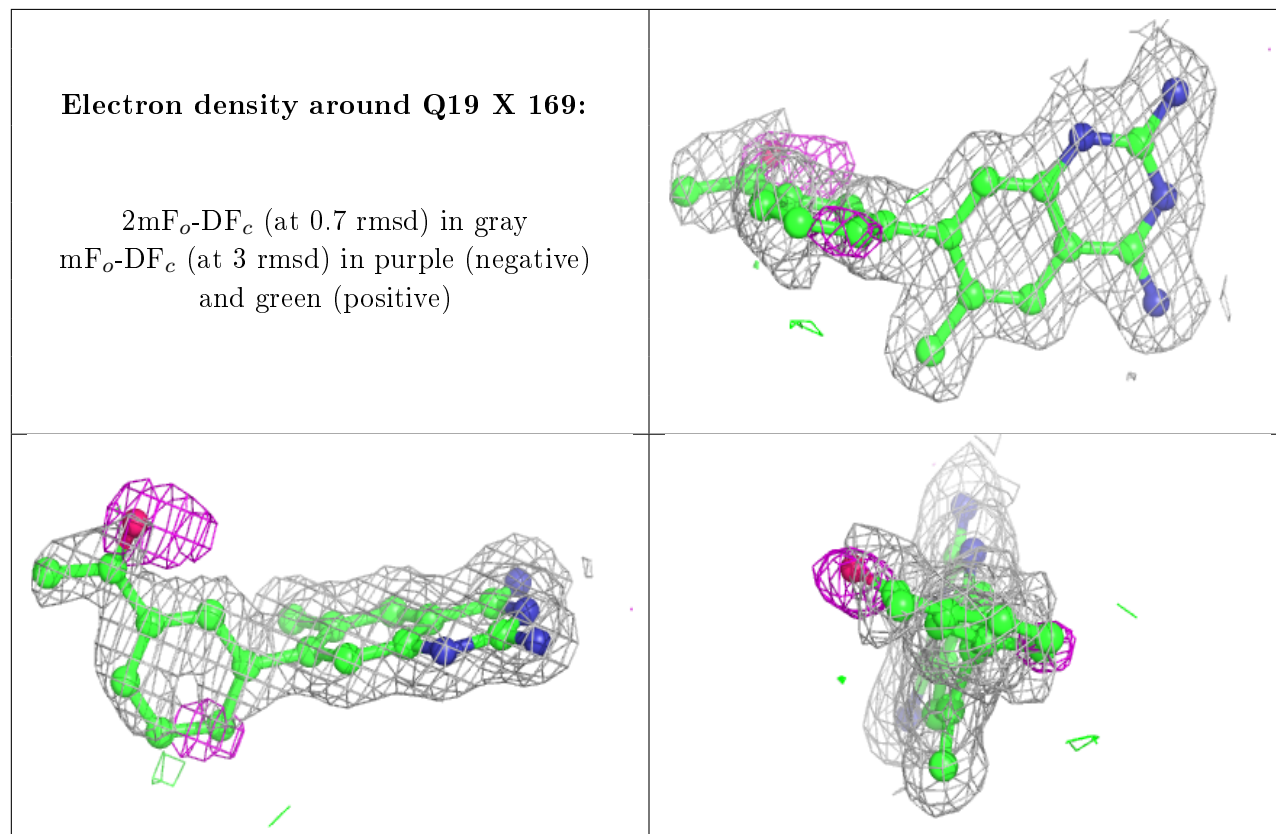 Electron density around Q19 X 169:
2mFo-DFc (at 0.7 rmsd) in gray
mFo-DFc (at 3 rmsd) in purple (negative)
and green (positive)